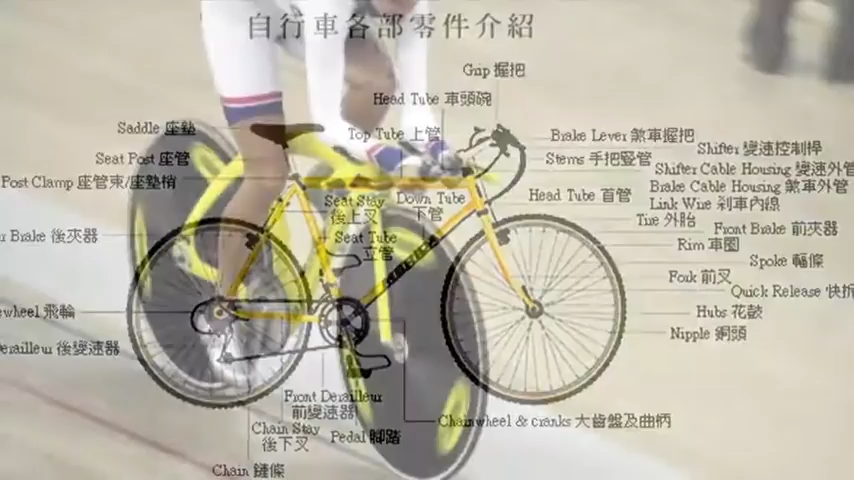 自行車各部零件介紹
Grip 握把
Head Tube 車頭碗
Saddle 座墊
Top Tube 上管
Brake Lever 煞車握把
Shifter 變速控制桿
Seat Post 座管
Stems 手把豎管
Shifter Cable Housing 變速外管
Post Clamp 座管束/座墊梢
Brake Cable Housing 煞車外管
Seat Stay
後上叉
Down Tube
下管
Head Tube 首管
Link Wire 剎車內線
Tire 外胎
r Brake 後夾器
Seat Tube
立管
Front Brake 前夾器
Rim 車圈
Spoke 輻條
Fork 前叉
Quick Release 快拆
wheel 飛輪
Hubs 花鼓
Nipple 銅頭
Derailleur 後變速器
Front Derailleur
前變速器
Chainwheel & cranks 大齒盤及曲柄
Chain Stay
後下叉
Pedal 腳踏
Chain 鏈條